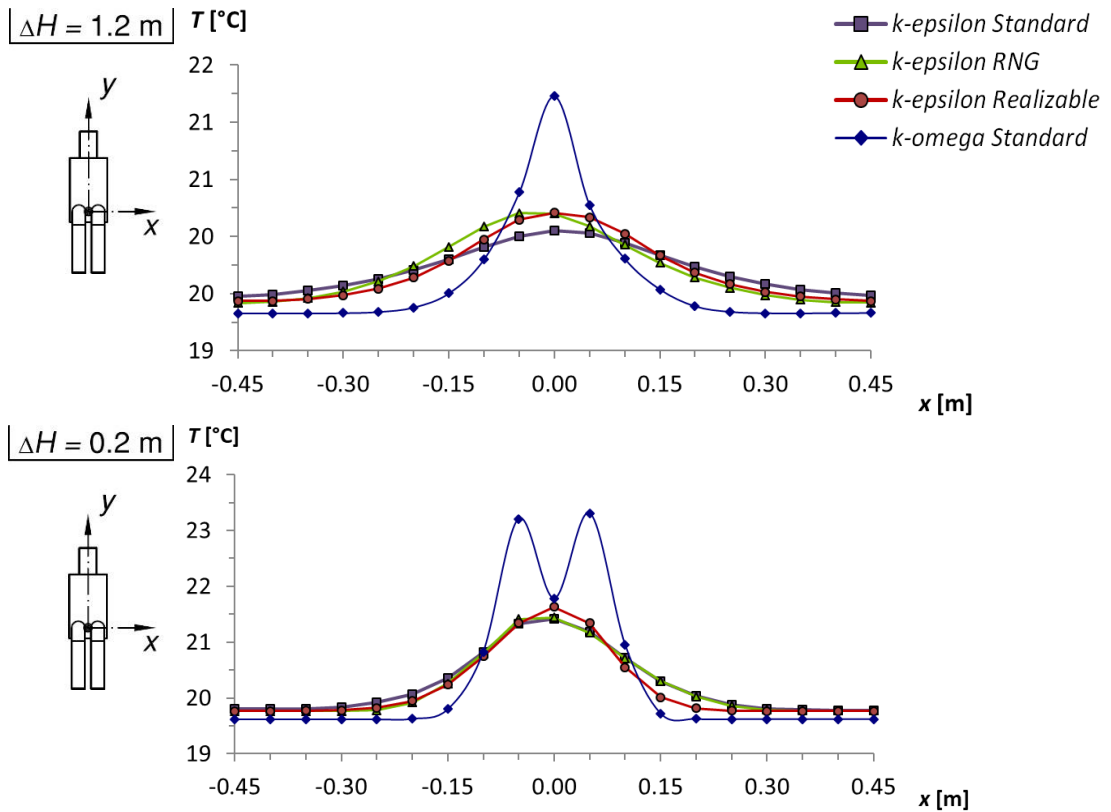 ΔH = 1.2 m
T [°C]
k-epsilon Standard
k-epsilon RNG
k-epsilon Realizable
k-omega Standard
y
x
22
21
21
20
20
19
-0.45 -0.30 -0.15 0.00 0.15 0.30 0.45
x [m]
ΔH = 0.2 m
T [°C]
y
x
24
23
22
21
20
19
-0.45 -0.30 -0.15 0.00 0.15 0.30 0.45
x [m]